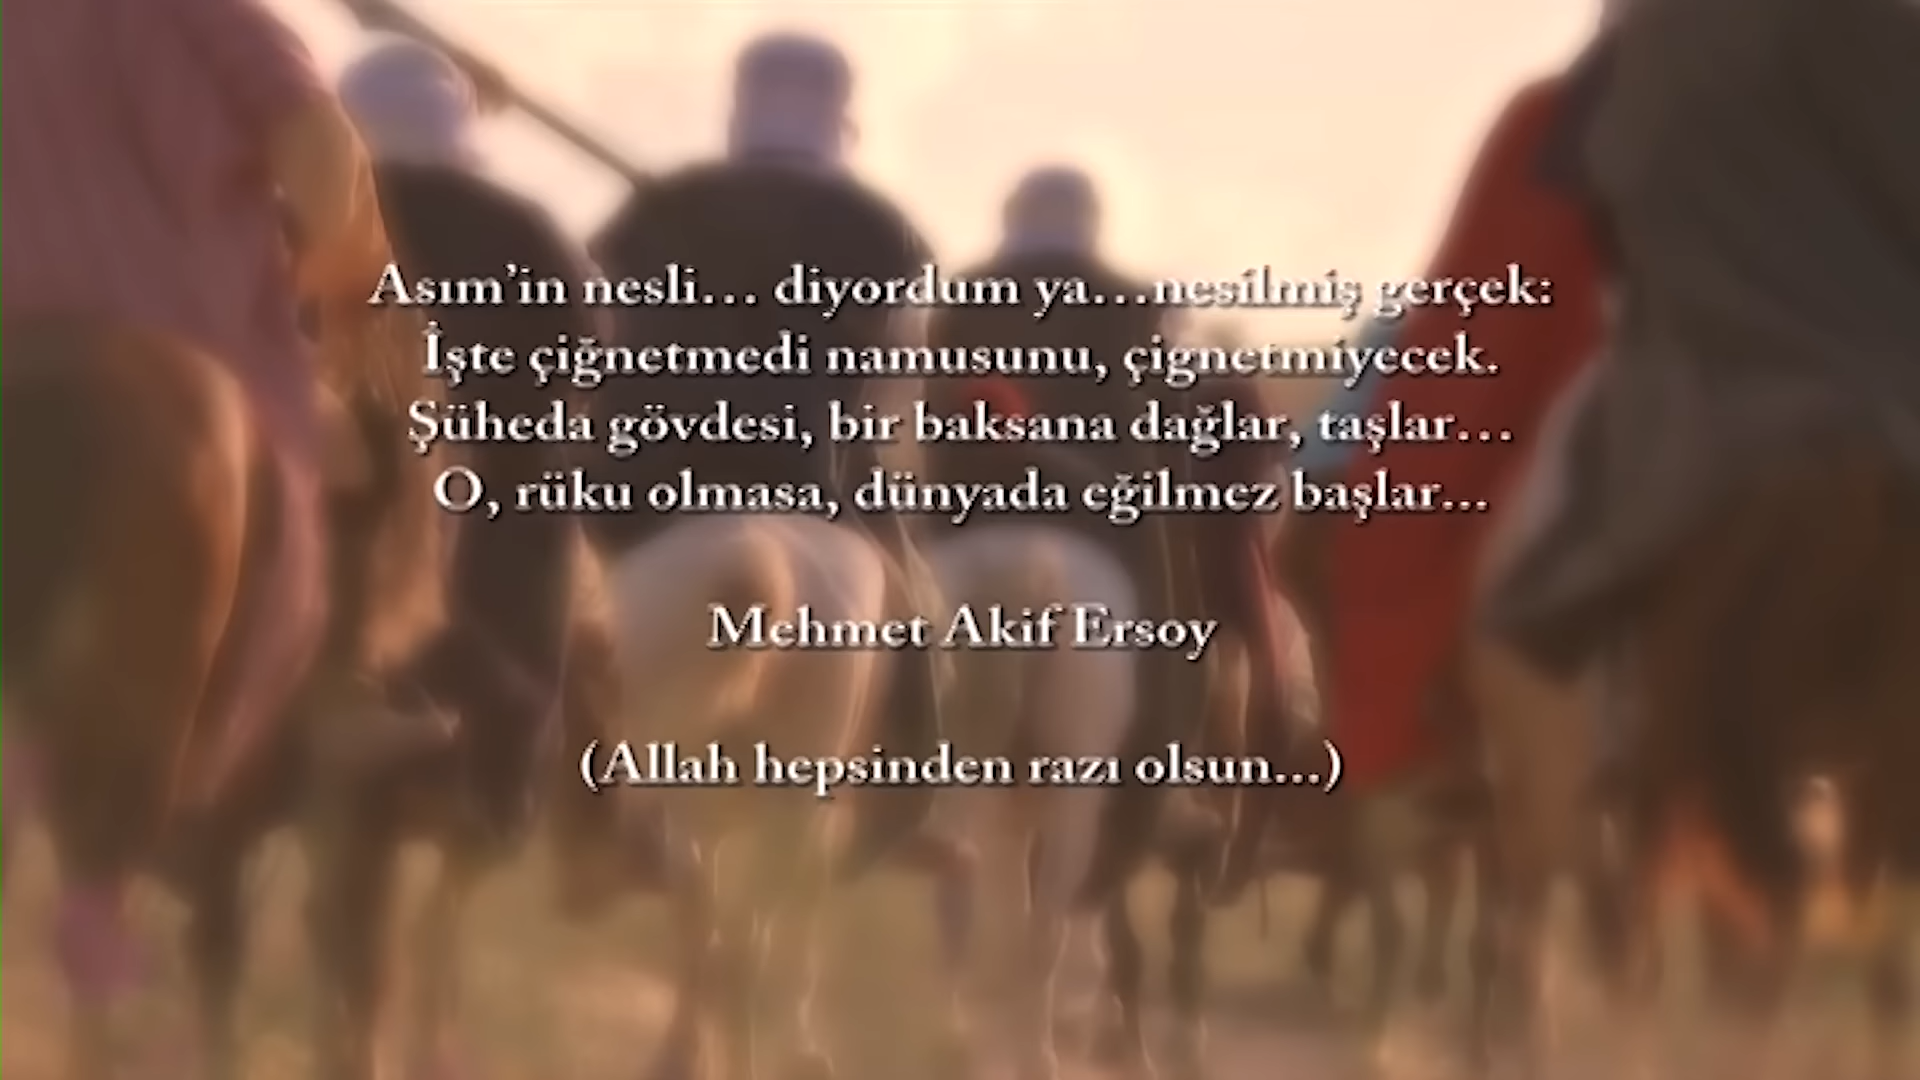 Asım’in nesli… diyordum ya…nesilmiş gerçek:
Îşte çiğnetmedi namusunu, çignetmiyecek.
Şüheda gövdesi, bir baksana dağlar, taşlar…
O, rüku olmasa, dünyada eğilmez başlar...
Mehmet Akif Ersoy
(Allah hepsinden razı olsun...)